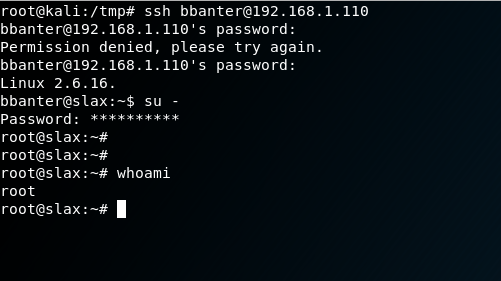 root@kali:/tmp# ssh bbanter@192.168.1.110
bbanter@192.168.1.110's password:
Permission denied, please try again.
bbanter@192.168.1.110's password:
Linux 2.6.16.
bbanter@slax:~$ su -
Password: **********
root@slax:~#
root@slax:~#
root@slax:~# whoami
root
root@slax:~#